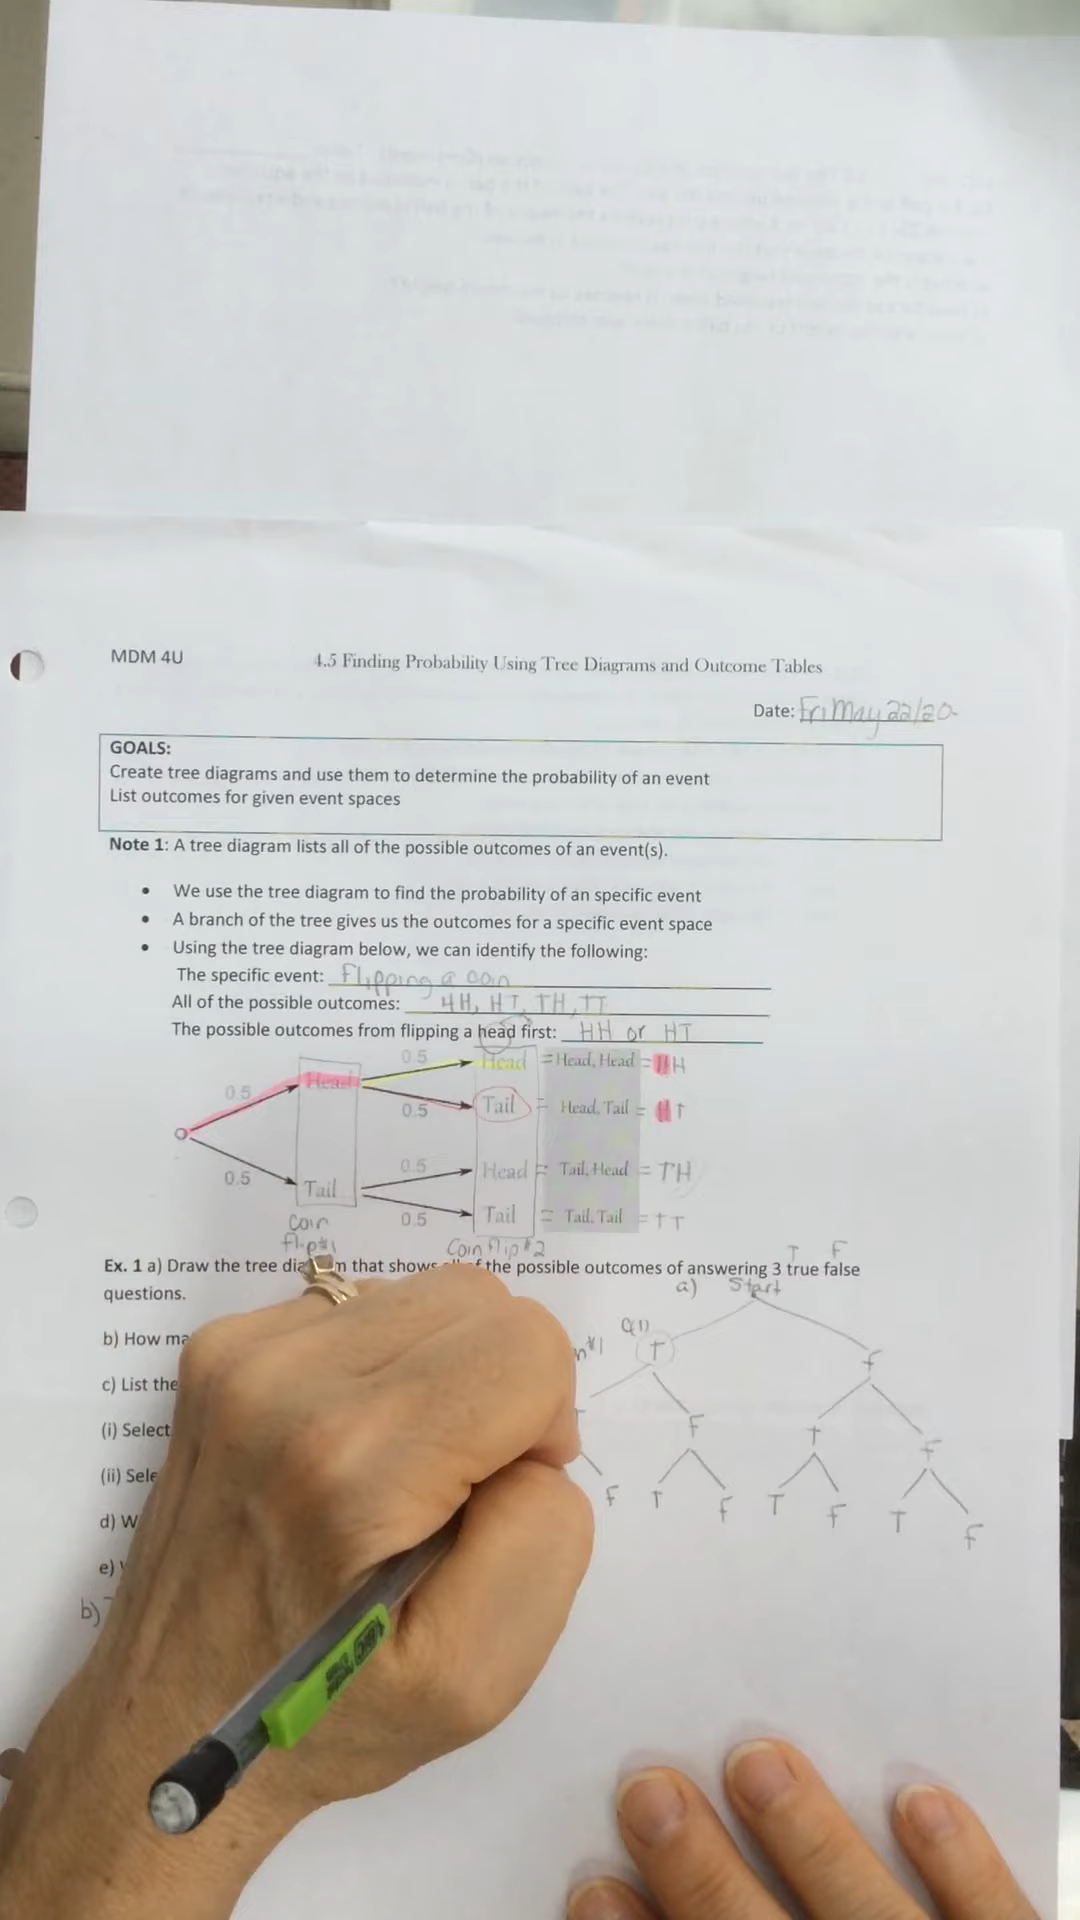 MDM 4U
4.5 Finding Probability Using Tree Diagrams and Outcome Tables
Date: Fri May 22/20
GOALS:
Create tree diagrams and use them to determine the probability of an event
List outcomes for given event spaces
Note 1: A tree diagram lists all of the possible outcomes of an event(s).
• We use the tree diagram to find the probability of an specific event
• A branch of the tree gives us the outcomes for a specific event space
• Using the tree diagram below, we can identify the following:
The specific event: flipping a coin
All of the possible outcomes: HH, HT, TH, TT
The possible outcomes from flipping a head first: HH or HT
0.5 Head 0.5 Head = Head, Head = HH
0.5 Tail = Head, Tail = HT
0.5 Tail 0.5 Head = Tail, Head = TH
0.5 Tail = Tail, Tail = TT
Coin flip #1
Coin flip #2
T F
Ex. 1 a) Draw the tree that shows the possible outcomes of answering 3 true false
questions.
a) Start
b) How
Q(1) T F
c) List the
F T F
(i) Select
F T F T F T F
d)
e)
b)